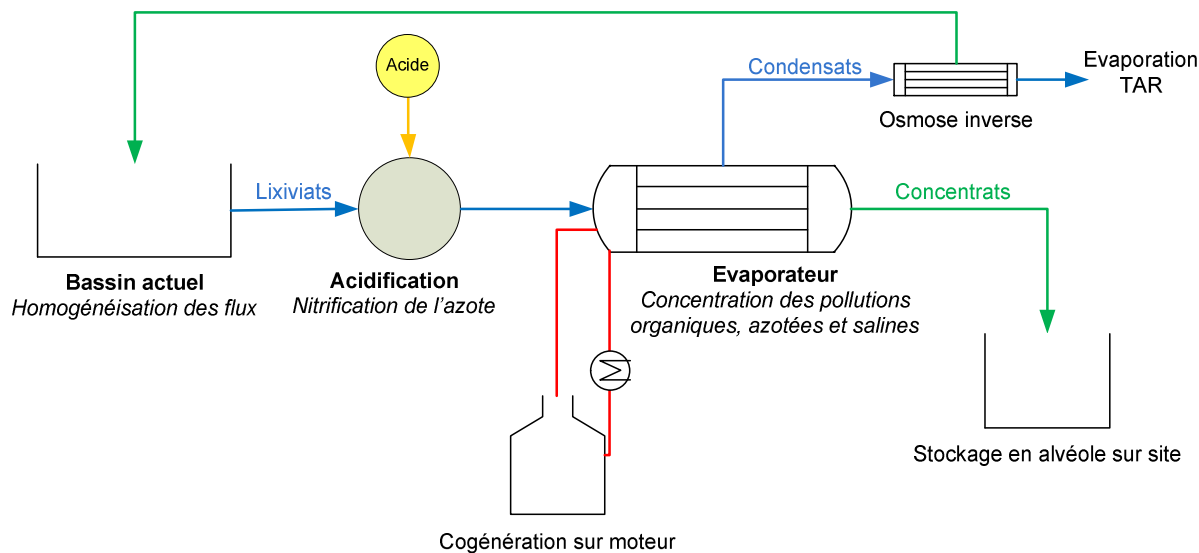 Acide
Condensats
Evaporation
TAR
Osmose inverse
Lixiviats
Concentrats
Bassin actuel
Homogénéisation des flux
Acidification
Nitrification de l'azote
Evaporateur
Concentration des pollutions
organiques, azotées et salines
M
Stockage en alvéole sur site
Cogénération sur moteur